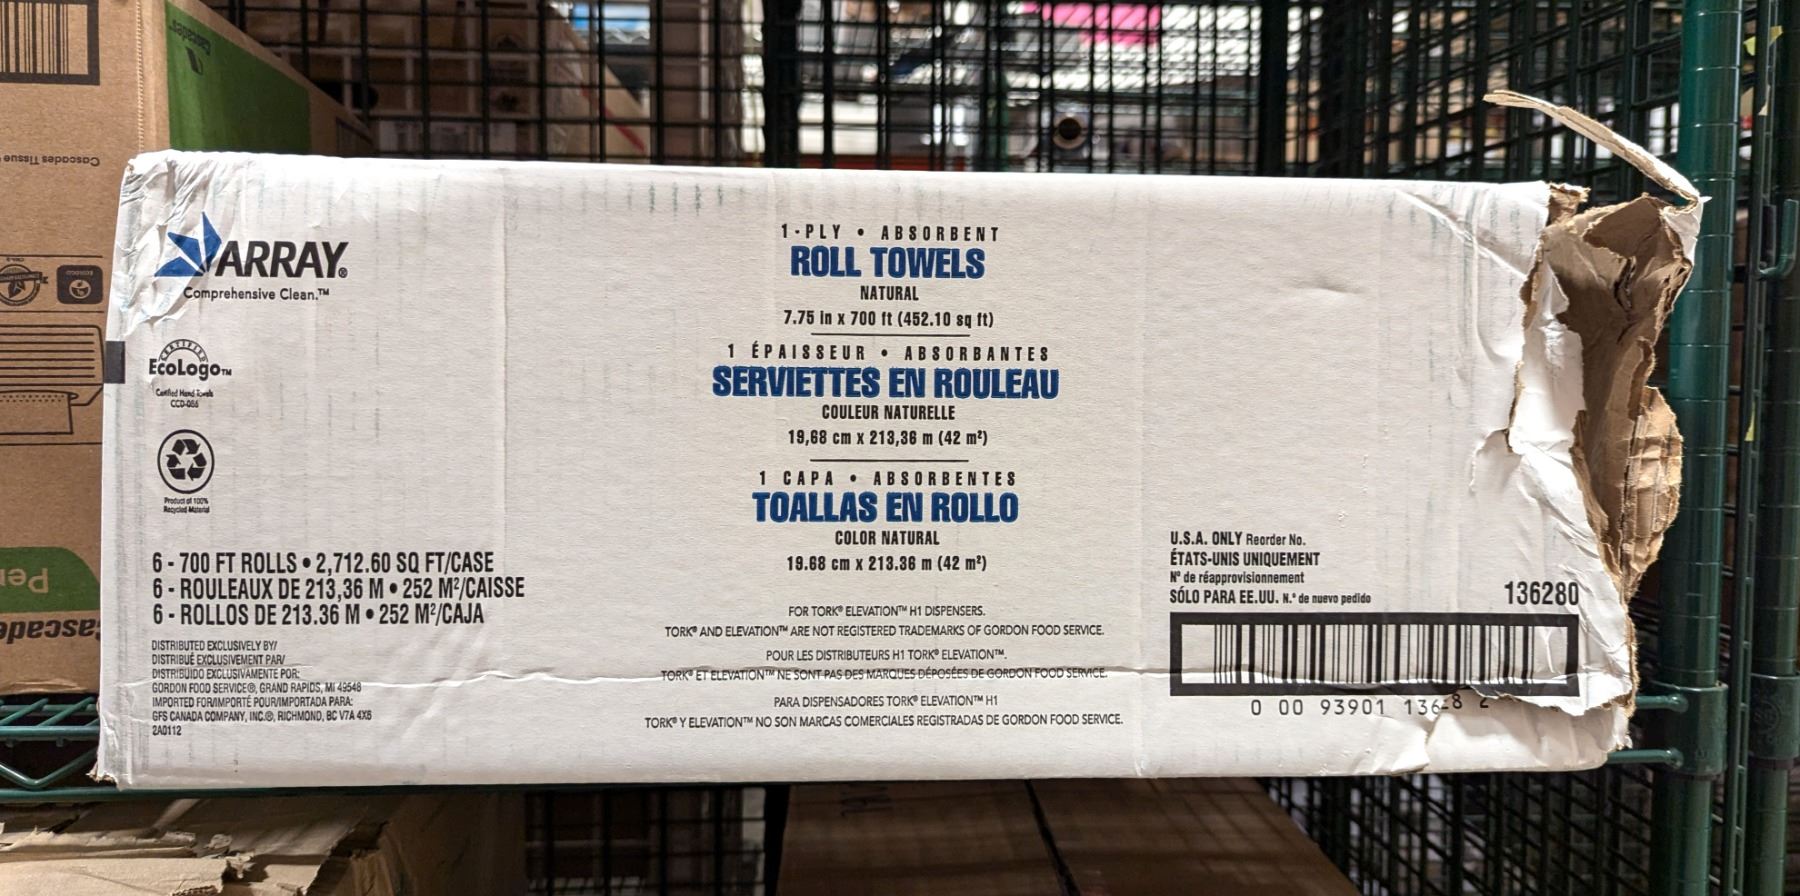 Cascades
Cascades Tissue
ECOLOGO
ARRAY®
Comprehensive Clean.™
CERTIFIED
EcoLogo™
Certified Hand Towels
CCD-086
Product of 100%
Recycled Material
6 - 700 FT ROLLS • 2,712.60 SQ FT/CASE
6 - ROULEAUX DE 213,36 M • 252 M²/CAISSE
6 - ROLLOS DE 213.36 M • 252 M²/CAJA
DISTRIBUTED EXCLUSIVELY BY/
DISTRIBUÉ EXCLUSIVEMENT PAR/
DISTRIBUIDO EXCLUSIVAMENTE POR:
GORDON FOOD SERVICE®, GRAND RAPIDS, MI 49548
IMPORTED FOR/IMPORTÉ POUR/IMPORTADA PARA:
GFS CANADA COMPANY, INC.®, RICHMOND, BC V7A 4X6
2A0112
1-PLY • ABSORBENT
ROLL TOWELS
NATURAL
7.75 in x 700 ft (452.10 sq ft)
1 ÉPAISSEUR • ABSORBANTES
SERVIETTES EN ROULEAU
COULEUR NATURELLE
19,68 cm x 213,36 m (42 m²)
1 CAPA • ABSORBENTES
TOALLAS EN ROLLO
COLOR NATURAL
19.68 cm x 213.36 m (42 m²)
FOR TORK® ELEVATION™ H1 DISPENSERS.
TORK® AND ELEVATION™ ARE NOT REGISTERED TRADEMARKS OF GORDON FOOD SERVICE.
POUR LES DISTRIBUTEURS H1 TORK® ELEVATION™.
TORK® ET ELEVATION™ NE SONT PAS DES MARQUES DÉPOSÉES DE GORDON FOOD SERVICE.
PARA DISPENSADORES TORK® ELEVATION™ H1
TORK® Y ELEVATION™ NO SON MARCAS COMERCIALES REGISTRADAS DE GORDON FOOD SERVICE.
U.S.A. ONLY Reorder No.
ÉTATS-UNIS UNIQUEMENT
N° de réapprovisionnement
SÓLO PARA EE.UU. N.° de nuevo pedido
136280
0 00 93901 136
8 2
Per